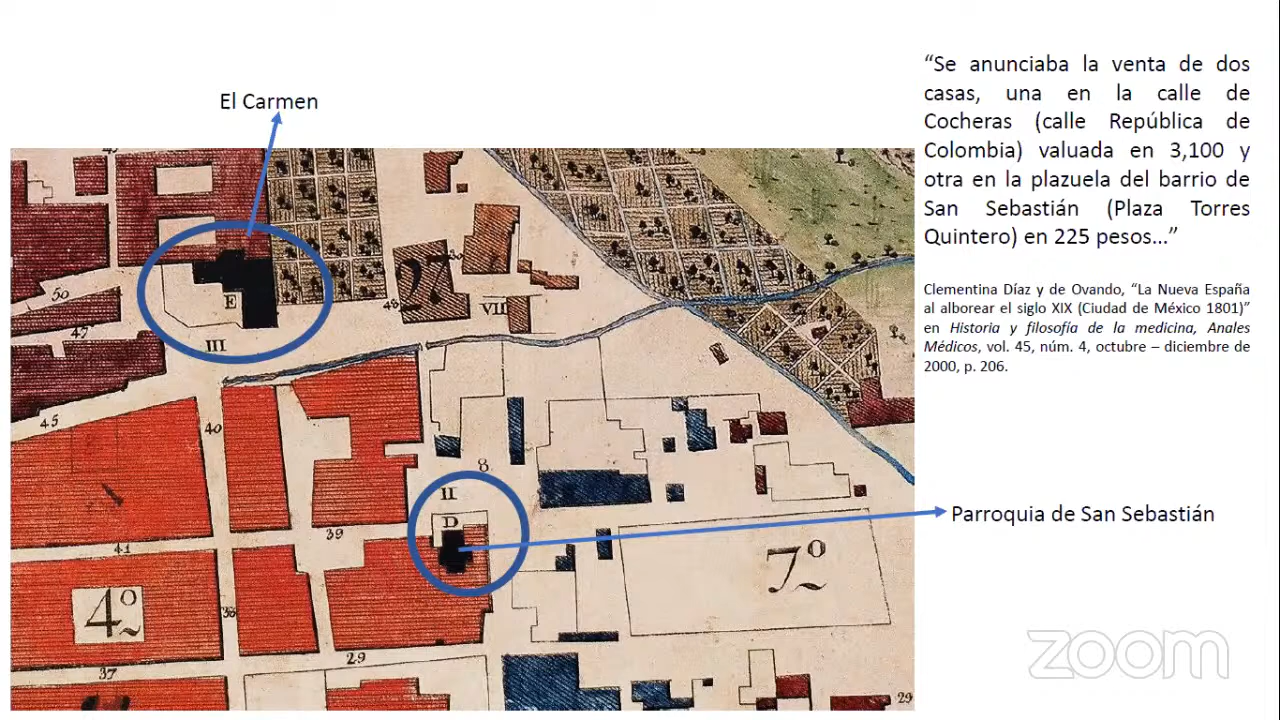 El Carmen
50
E
47
III
45
40
48
VII
8
II
D
39
41
4º
38
37
29
7º
29
“Se anunciaba la venta de dos
casas, una en la calle de
Cocheras (calle República de
Colombia) valuada en 3,100 y
otra en la plazuela del barrio de
San Sebastián (Plaza Torres
Quintero) en 225 pesos…”
Clementina Díaz y de Ovando, “La Nueva España
al alborear el siglo XIX (Ciudad de México 1801)”
en Historia y filosofía de la medicina, Anales
Médicos, vol. 45, núm. 4, octubre – diciembre de
2000, p. 206.
Parroquia de San Sebastián
zoom